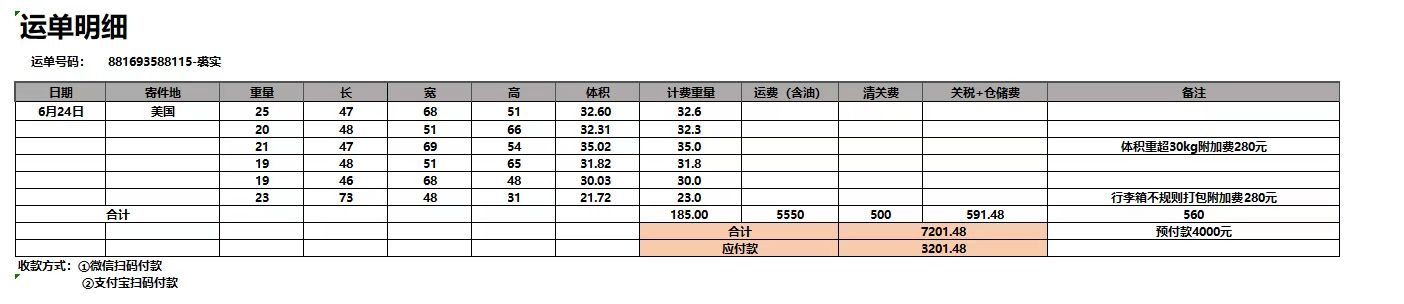 运单明细
运单号码： 881693588115-裘实
日期 寄件地 重量 长 宽 高 体积 计费重量 运费（含油） 清关费 关税+仓储费 备注
6月24日 美国 25 47 68 51 32.60 32.6
20 48 51 66 32.31 32.3
21 47 69 54 35.02 35.0 体积重超30kg附加费280元
19 48 51 65 31.82 31.8
19 46 68 48 30.03 30.0
23 73 48 31 21.72 23.0 行李箱不规则打包附加费280元
合计 185.00 5550 500 591.48 560
合计 7201.48 预付款4000元
应付款 3201.48
收款方式：①微信扫码付款
②支付宝扫码付款